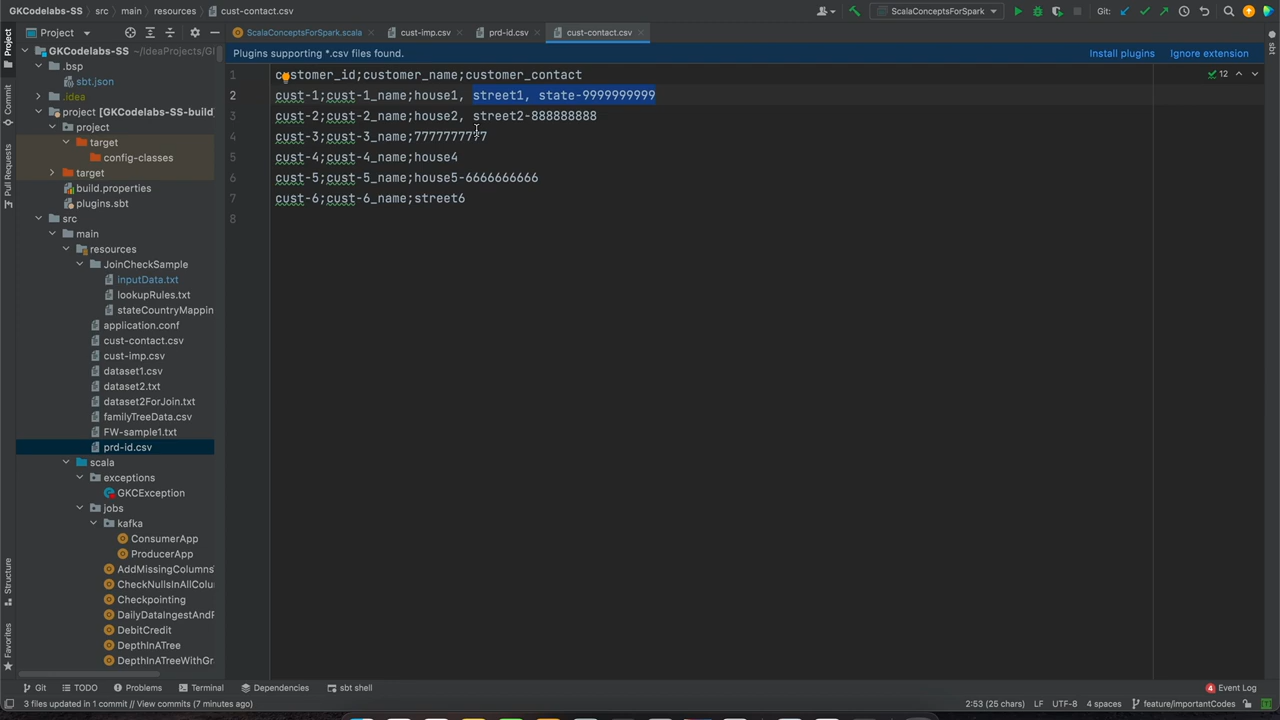 GKCodelabs-SS > src > main > resources > cust-contact.csv
ScalaConceptsForSpark
Git:
Project
ScalaConceptsForSpark.scala
cust-imp.csv
prd-id.csv
cust-contact.csv
Plugins supporting *.csv files found.
Install plugins
Ignore extension
12
1 customer_id;customer_name;customer_contact
2 cust-1;cust-1_name;house1, street1, state-9999999999
3 cust-2;cust-2_name;house2, street2-888888888
4 cust-3;cust-3_name;7777777777
5 cust-4;cust-4_name;house4
6 cust-5;cust-5_name;house5-6666666666
7 cust-6;cust-6_name;street6
8
GKCodelabs-SS
.bsp
sbt.json
.idea
project [GKCodelabs-SS-build]
project
target
config-classes
target
build.properties
plugins.sbt
src
main
resources
JoinCheckSample
inputData.txt
lookupRules.txt
stateCountryMappin
application.conf
cust-contact.csv
cust-imp.csv
dataset1.csv
dataset2.txt
dataset2ForJoin.txt
familyTreeData.csv
FW-sample1.txt
prd-id.csv
scala
exceptions
GKCException
jobs
kafka
ConsumerApp
ProducerApp
AddMissingColumns
CheckNullsInAllColu
Checkpointing
DailyDataIngestAnd
DebitCredit
DepthInATree
DepthInATreeWithGr
Project
Commit
Pull Requests
Structure
Favorites
sbt
Git
TODO
Problems
Terminal
Dependencies
sbt shell
4 Event Log
3 files updated in 1 commit // View commits (7 minutes ago)
2:53 (25 chars)
LF
UTF-8
4 spaces
feature/importantCodes